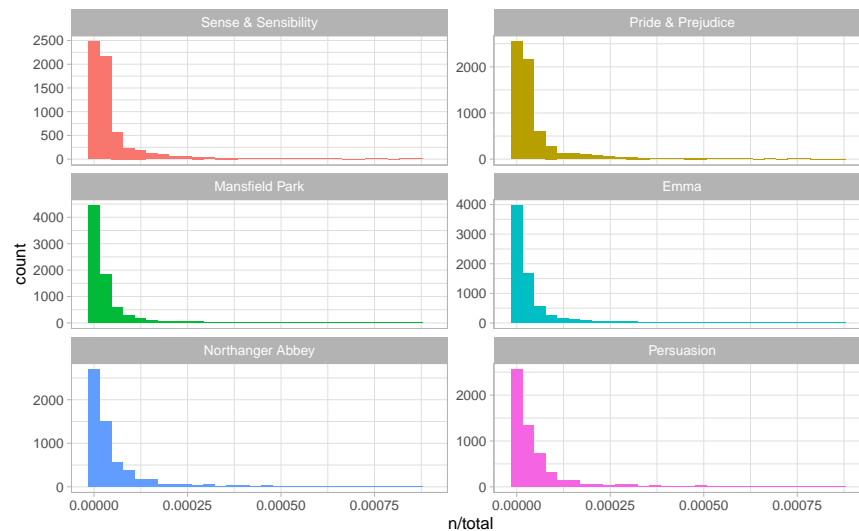 Sense & Sensibility
Pride & Prejudice
2500
2000
1500
1000
500
0
2000
1000
0
Mansfield Park
Emma
4000
3000
2000
1000
0
4000
3000
2000
1000
0
Northanger Abbey
Persuasion
2000
1000
0
2000
1000
0
0.00000 0.00025 0.00050 0.00075
0.00000 0.00025 0.00050 0.00075
n/total
count